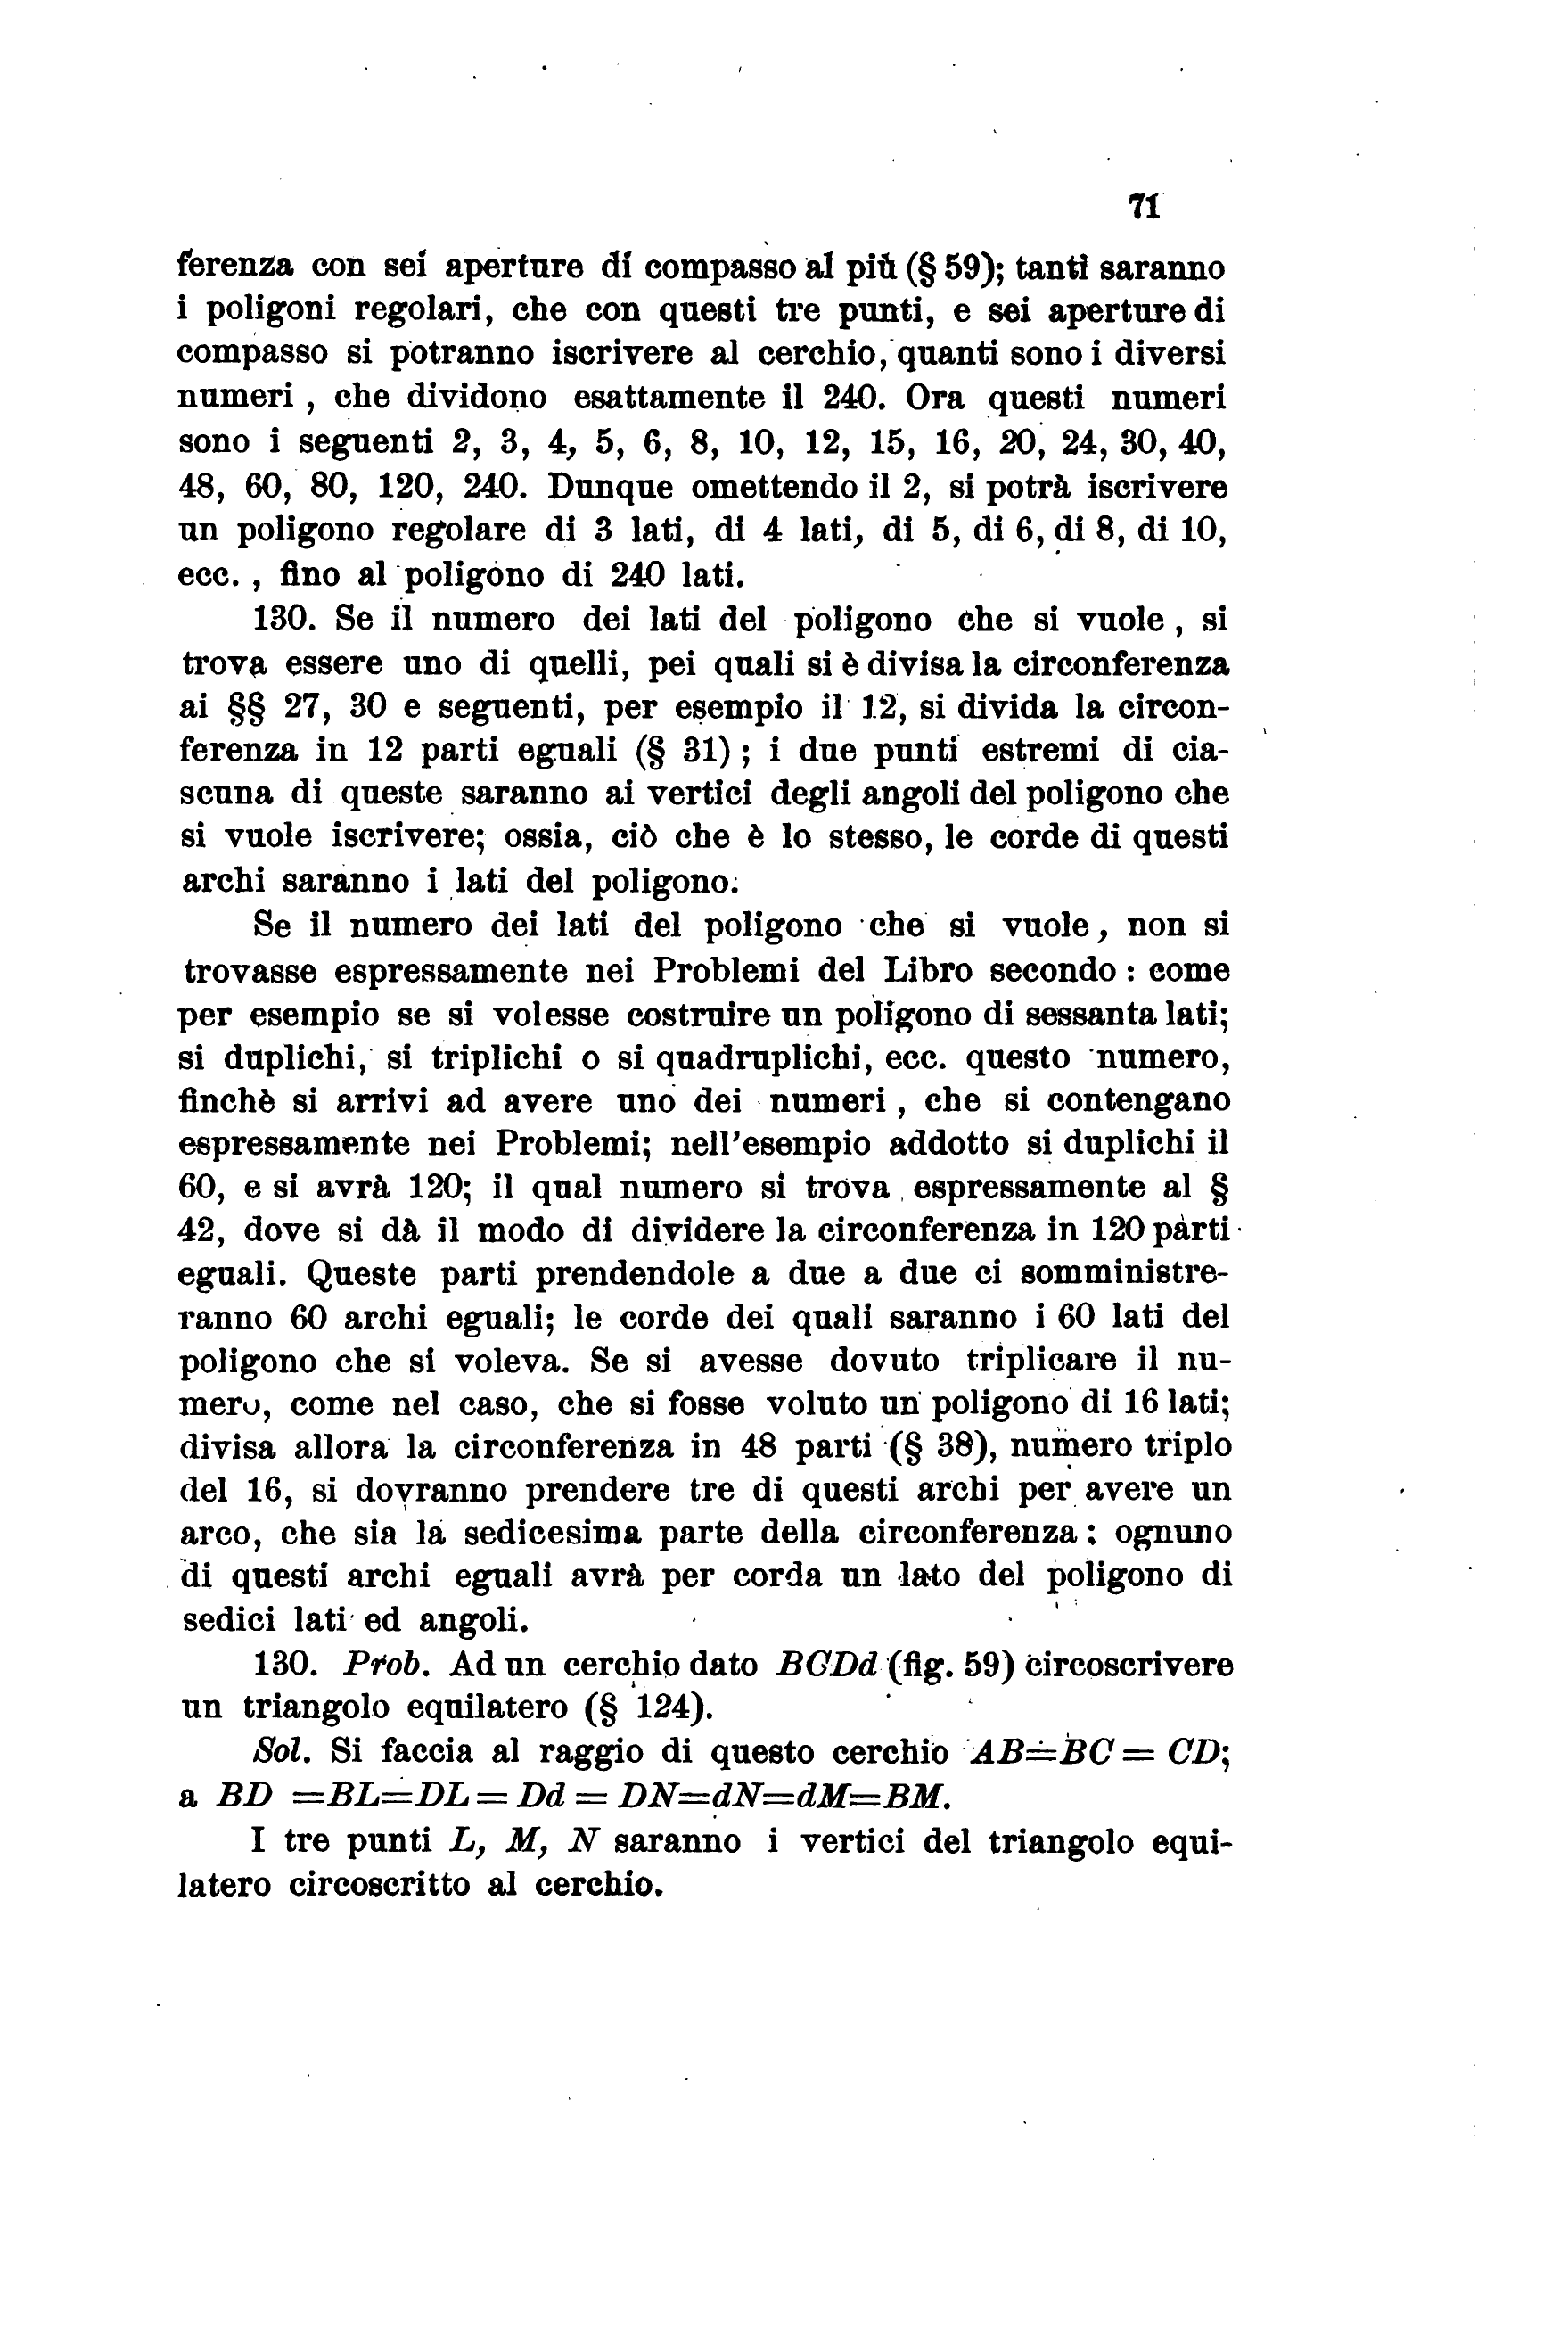 71
ferenza con sei aperture di compasso al più (§ 59); tanti saranno
i poligoni regolari, che con questi tre punti, e sei aperture di
compasso si potranno iscrivere al cerchio, quanti sono i diversi
numeri , che dividono esattamente il 240. Ora questi numeri
sono i seguenti 2, 3, 4, 5, 6, 8, 10, 12, 15, 16, 20, 24, 30, 40,
48, 60, 80, 120, 240. Dunque omettendo il 2, si potrà iscrivere
un poligono regolare di 3 lati, di 4 lati, di 5, di 6, di 8, di 10,
ecc. , fino al poligono di 240 lati.
130. Se il numero dei lati del poligono che si vuole , si
trova essere uno di quelli, pei quali si è divisa la circonferenza
ai §§ 27, 30 e seguenti, per esempio il 12, si divida la circon-
ferenza in 12 parti eguali (§ 31) ; i due punti estremi di cia-
scuna di queste saranno ai vertici degli angoli del poligono che
si vuole iscrivere; ossia, ciò che è lo stesso, le corde di questi
archi saranno i lati del poligono.
Se il numero dei lati del poligono che si vuole, non si
trovasse espressamente nei Problemi del Libro secondo : come
per esempio se si volesse costruire un poligono di sessanta lati;
si duplichi, si triplichi o si quadruplichi, ecc. questo numero,
finchè si arrivi ad avere uno dei numeri , che si contengano
espressamente nei Problemi; nell'esempio addotto si duplichi il
60, e si avrà 120; il qual numero si trova espressamente al §
42, dove si dà il modo di dividere la circonferenza in 120 parti
eguali. Queste parti prendendole a due a due ci somministre-
ranno 60 archi eguali; le corde dei quali saranno i 60 lati del
poligono che si voleva. Se si avesse dovuto triplicare il nu-
mero, come nel caso, che si fosse voluto un poligono di 16 lati;
divisa allora la circonferenza in 48 parti (§ 38), numero triplo
del 16, si dovranno prendere tre di questi archi per avere un
arco, che sia la sedicesima parte della circonferenza : ognuno
di questi archi eguali avrà per corda un lato del poligono di
sedici lati ed angoli.
130. Prob. Ad un cerchio dato BCDd (fig. 59) circoscrivere
un triangolo equilatero (§ 124).
Sol. Si faccia al raggio di questo cerchio AB=BC = CD;
a BD =BL=DL = Dd = DN=dN=dM=BM.
I tre punti L, M, N saranno i vertici del triangolo equi-
latero circoscritto al cerchio.